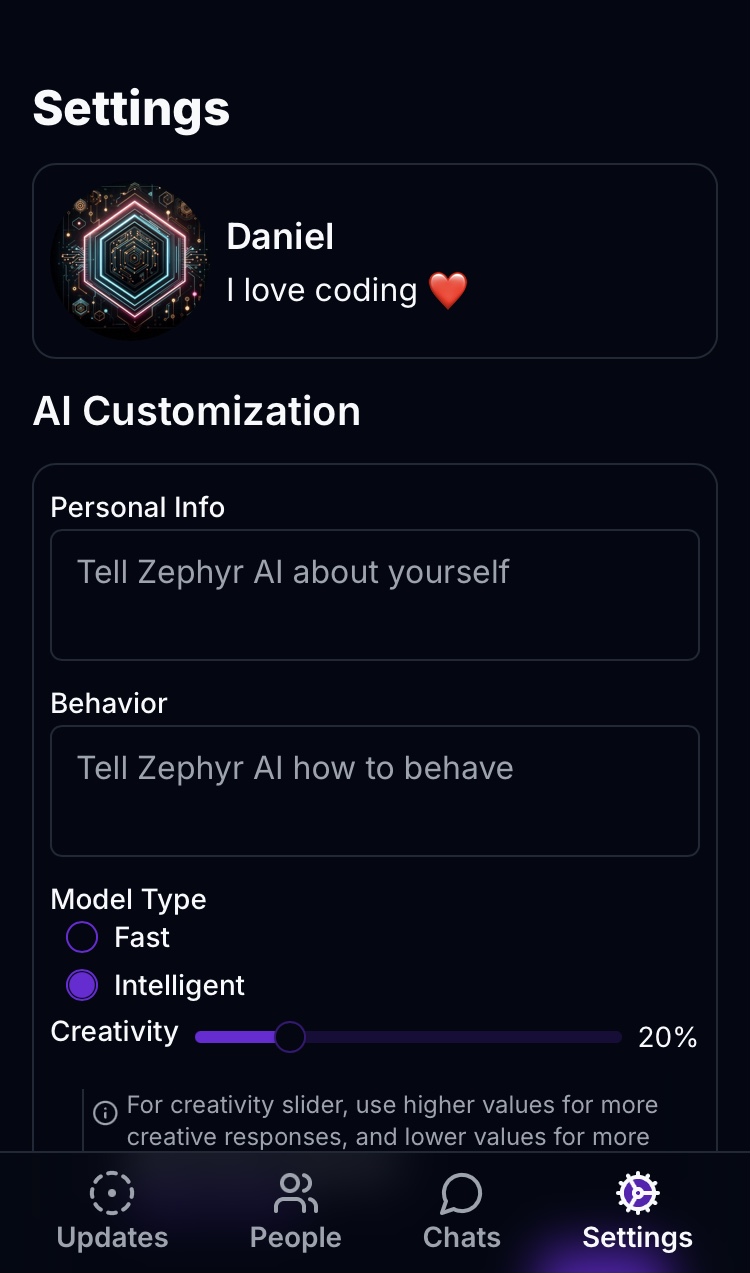 Settings
Daniel
I love coding ❤️
AI Customization
Personal Info
Tell Zephyr AI about yourself
Behavior
Tell Zephyr AI how to behave
Model Type
Fast
Intelligent
Creativity 20%
For creativity slider, use higher values for more
creative responses, and lower values for more
Updates People Chats Settings